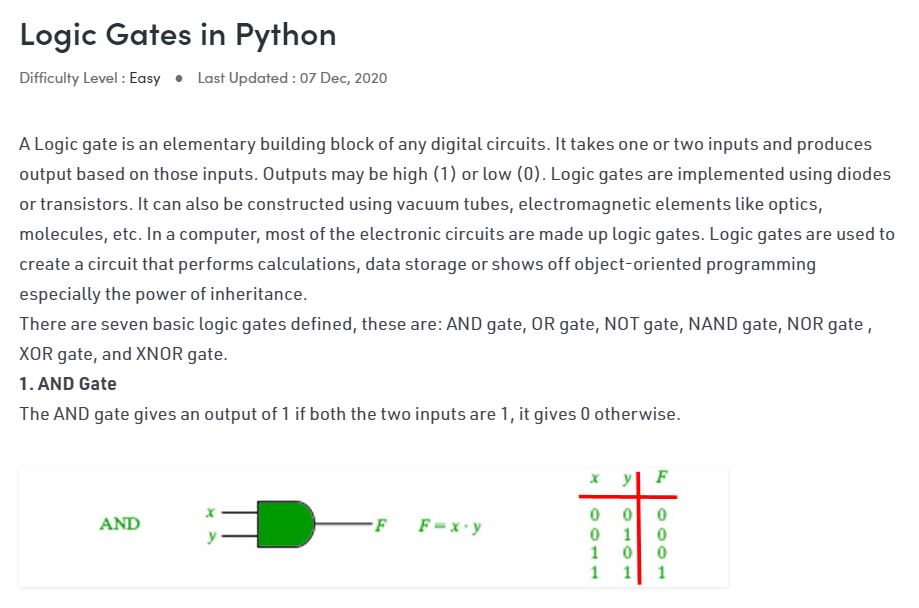 Logic Gates in Python
Difficulty Level : Easy ● Last Updated : 07 Dec, 2020
A Logic gate is an elementary building block of any digital circuits. It takes one or two inputs and produces
output based on those inputs. Outputs may be high (1) or low (0). Logic gates are implemented using diodes
or transistors. It can also be constructed using vacuum tubes, electromagnetic elements like optics,
molecules, etc. In a computer, most of the electronic circuits are made up logic gates. Logic gates are used to
create a circuit that performs calculations, data storage or shows off object-oriented programming
especially the power of inheritance.
There are seven basic logic gates defined, these are: AND gate, OR gate, NOT gate, NAND gate, NOR gate ,
XOR gate, and XNOR gate.
1. AND Gate
The AND gate gives an output of 1 if both the two inputs are 1, it gives 0 otherwise.
AND
x
y
F
F = x · y
x y F
0 0 0
0 1 0
1 0 0
1 1 1